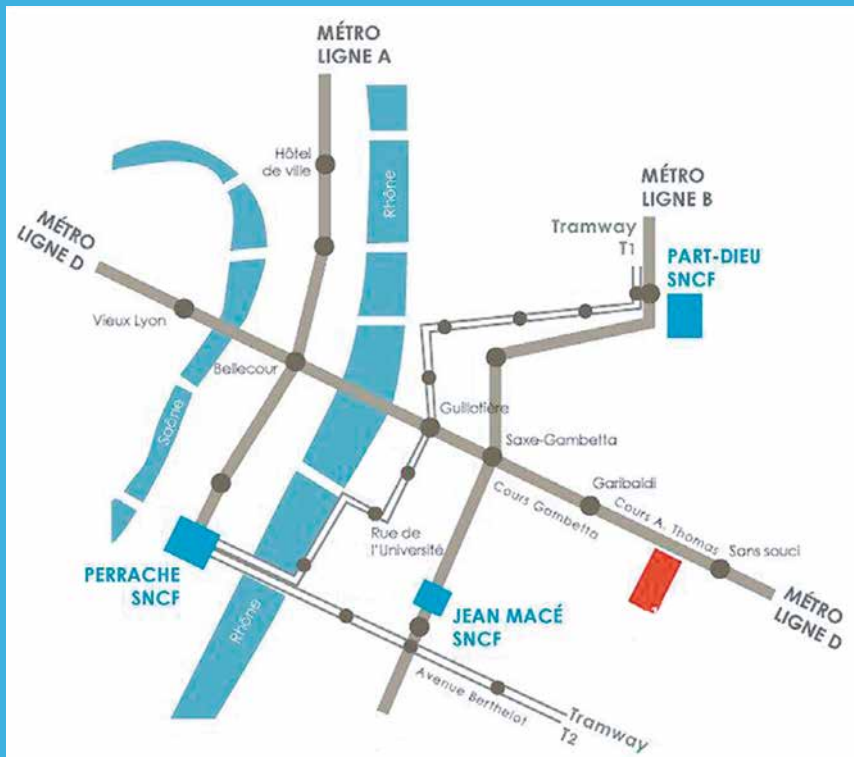 MÉTRO
LIGNE A
Hôtel
de ville
Rhône
MÉTRO
LIGNE B
Tramway
T1
PART-DIEU
SNCF
MÉTRO
LIGNE D
Vieux Lyon
Bellecour
Saône
Guillotière
Saxe-Gambetta
Garibaldi
Cours Gambetta
Cours A. Thomas
Sans souci
Rue de
l'Université
PERRACHE
SNCF
Rhône
JEAN MACÉ
SNCF
MÉTRO
LIGNE D
Avenue Berthelot
Tramway
T2